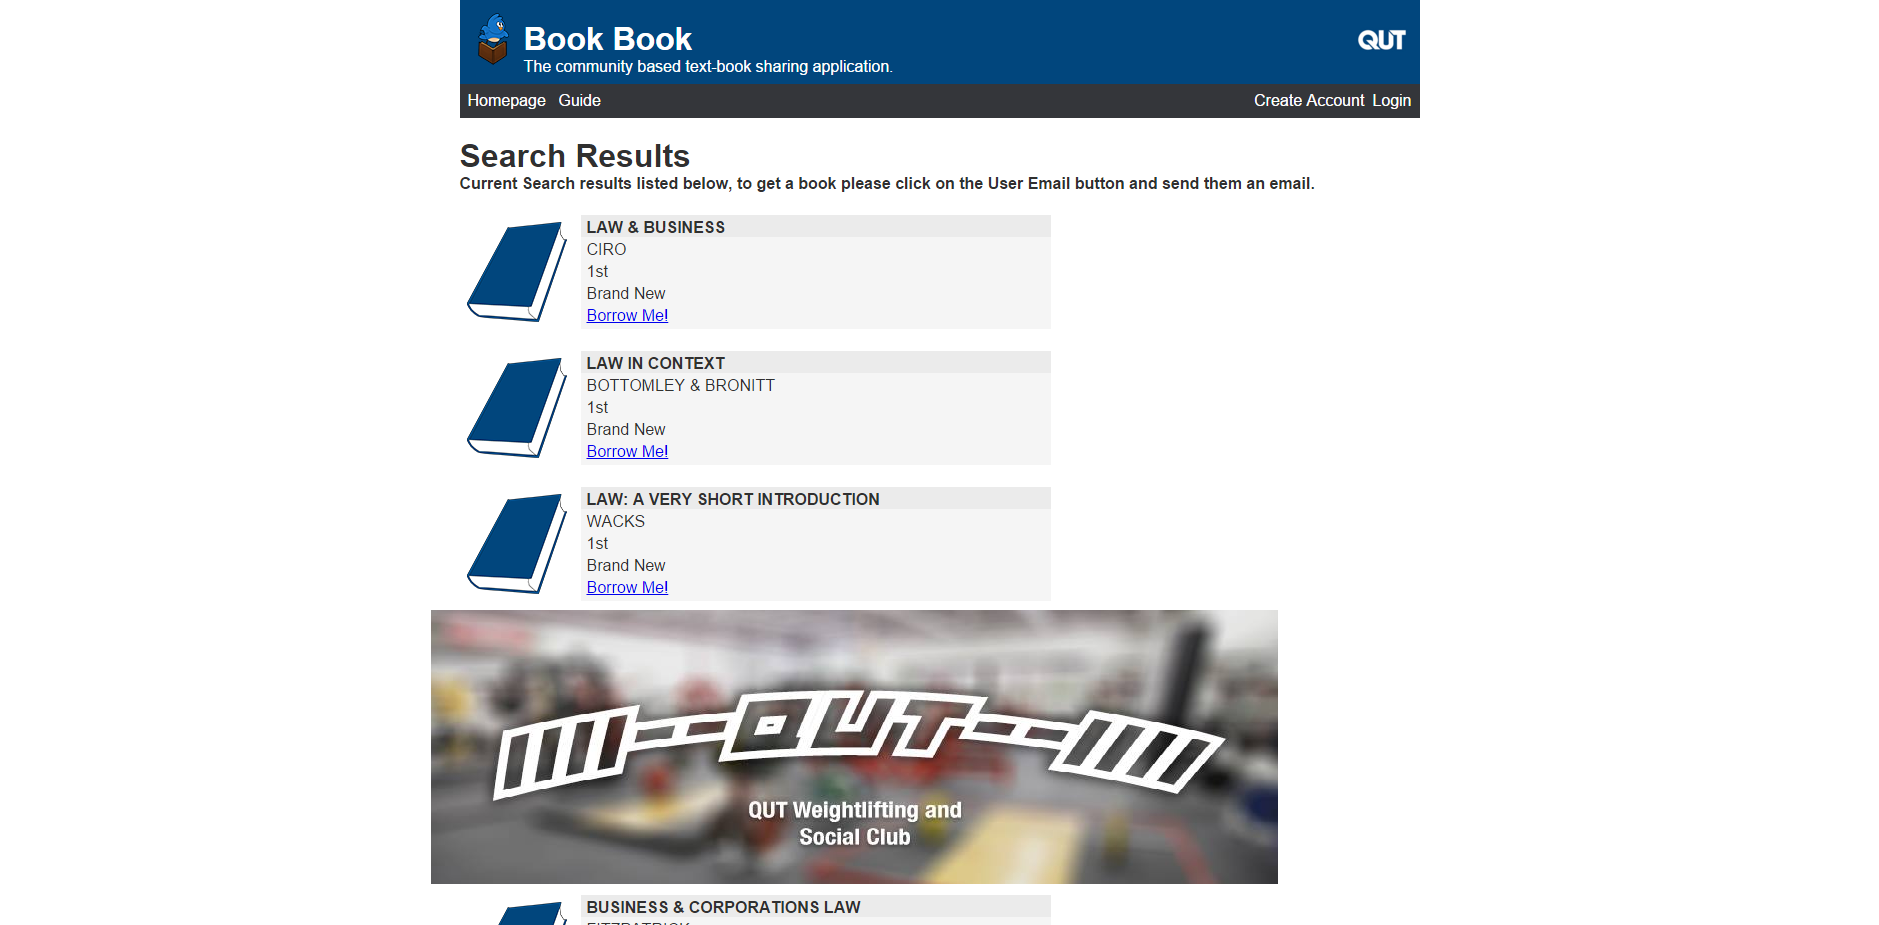 Book Book
The community based text-book sharing application.
QUT
Homepage Guide
Create Account Login
Search Results
Current Search results listed below, to get a book please click on the User Email button and send them an email.
LAW & BUSINESS
CIRO
1st
Brand New
Borrow Me!
LAW IN CONTEXT
BOTTOMLEY & BRONITT
1st
Brand New
Borrow Me!
LAW: A VERY SHORT INTRODUCTION
WACKS
1st
Brand New
Borrow Me!
QUT
QUT Weightlifting and
Social Club
BUSINESS & CORPORATIONS LAW
FITZPATRICK